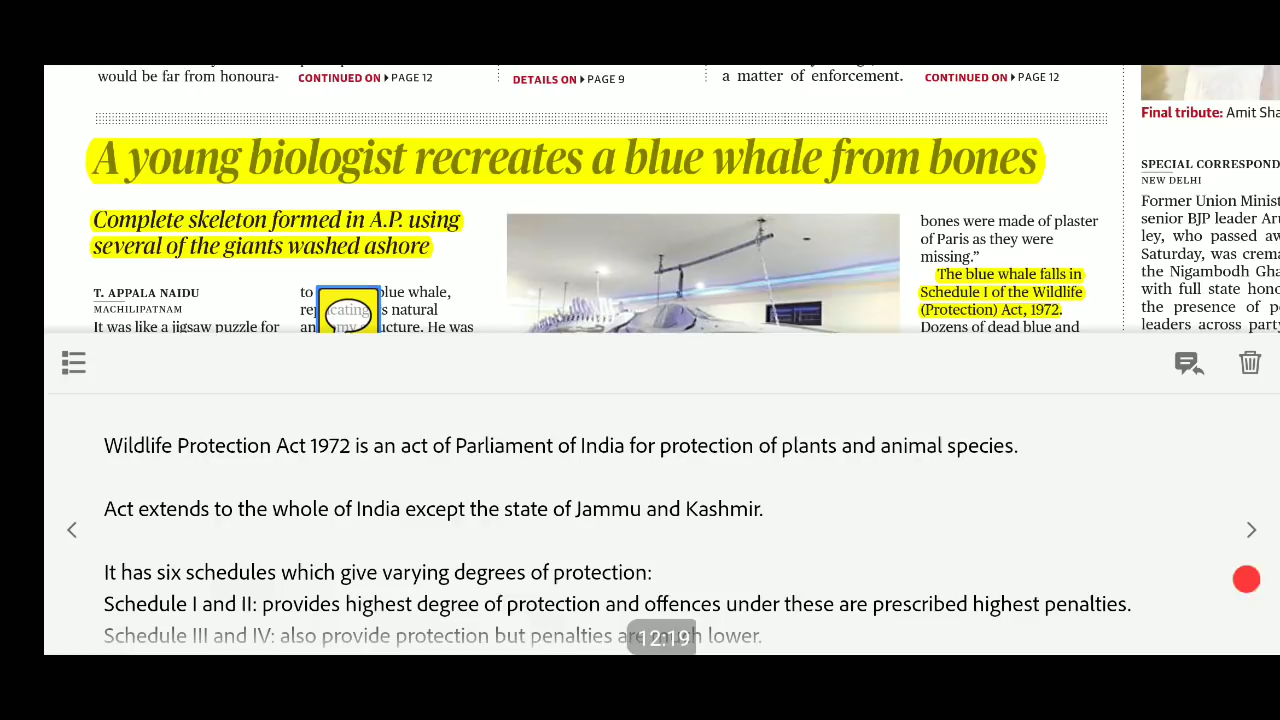 would be far from honoura-
CONTINUED ON PAGE 12
DETAILS ON PAGE 9
a matter of enforcement.
CONTINUED ON PAGE 12
Final tribute: Amit Sha
A young biologist recreates a blue whale from bones
Complete skeleton formed in A.P. using
several of the giants washed ashore
T. APPALA NAIDU
MACHILIPATNAM
It was like a jigsaw puzzle for
to blue whale,
replicating its natural
anatomy structure. He was
bones were made of plaster
of Paris as they were
missing.”
The blue whale falls in
Schedule I of the Wildlife
(Protection) Act, 1972.
Dozens of dead blue and
SPECIAL CORRESPOND
NEW DELHI
Former Union Minist
senior BJP leader Aru
ley, who passed aw
Saturday, was crema
the Nigambodh Gha
with full state hono
the presence of po
leaders across party
Wildlife Protection Act 1972 is an act of Parliament of India for protection of plants and animal species.
Act extends to the whole of India except the state of Jammu and Kashmir.
It has six schedules which give varying degrees of protection:
Schedule I and II: provides highest degree of protection and offences under these are prescribed highest penalties.
Schedule III and IV: also provide protection but penalties are much lower.
12:19